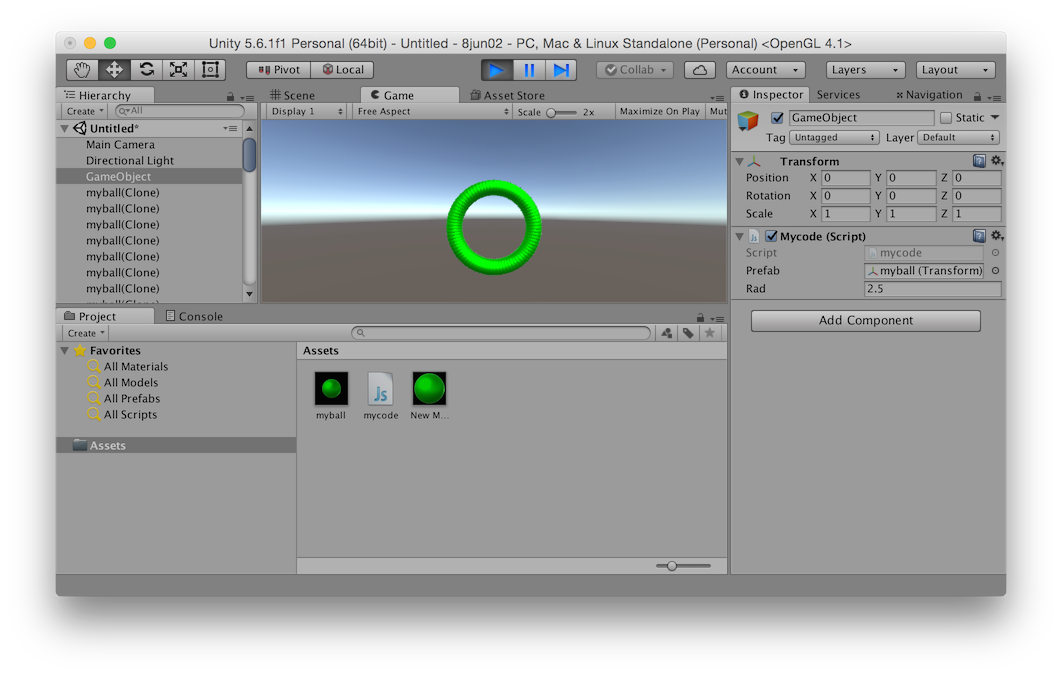 Unity 5.6.1f1 Personal (64bit) - Untitled - 8jun02 - PC, Mac & Linux Standalone (Personal) <OpenGL 4.1>
Pivot Local Collab Account Layers Layout
Hierarchy
Create All
Untitled*
Main Camera
Directional Light
GameObject
myball(Clone)
myball(Clone)
myball(Clone)
myball(Clone)
myball(Clone)
myball(Clone)
myball(Clone)
myball(Clone)
Scene Game Asset Store
Display 1 Free Aspect Scale 2x Maximize On Play Mut
Inspector Services Navigation
GameObject Static
Tag Untagged Layer Default
Transform
Position X 0 Y 0 Z 0
Rotation X 0 Y 0 Z 0
Scale X 1 Y 1 Z 1
Mycode (Script)
Script mycode
Prefab myball (Transform)
Rad 2.5
Add Component
Project Console
Create
Favorites
All Materials
All Models
All Prefabs
All Scripts
Assets
Assets
Js
myball mycode New M...